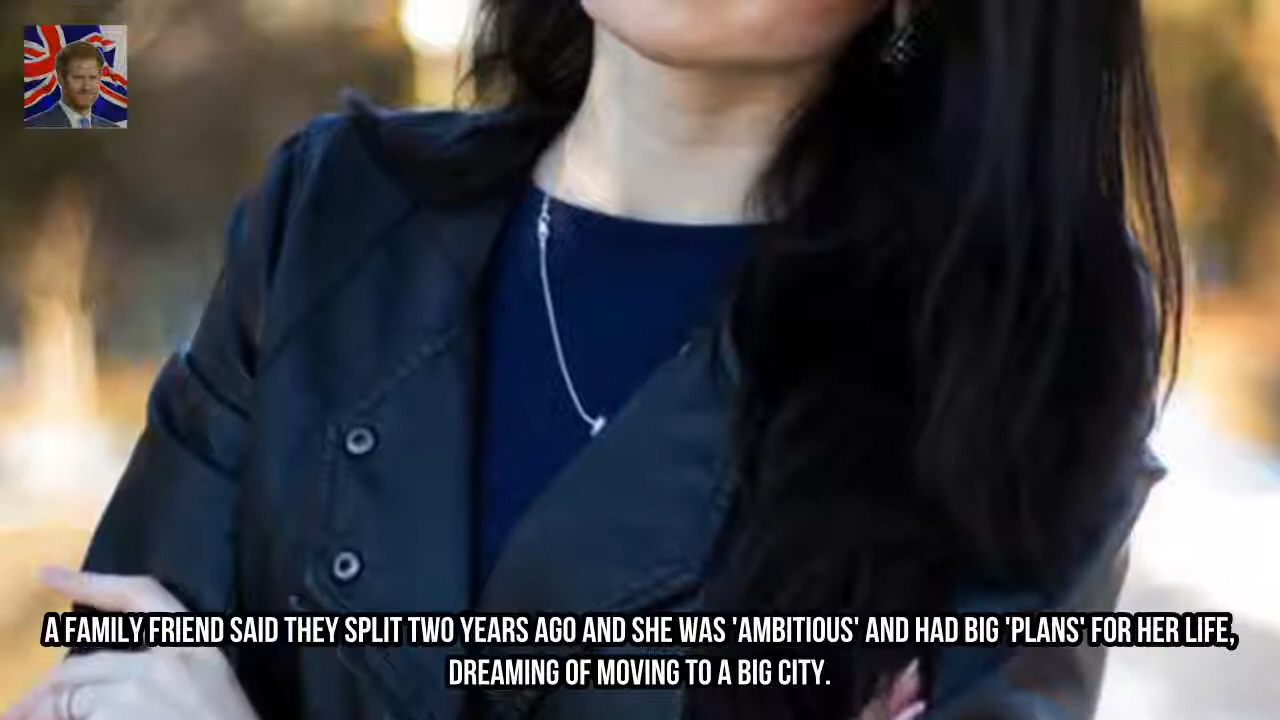 A FAMILY FRIEND SAID THEY SPLIT TWO YEARS AGO AND SHE WAS 'AMBITIOUS' AND HAD BIG 'PLANS' FOR HER LIFE,
DREAMING OF MOVING TO A BIG CITY.